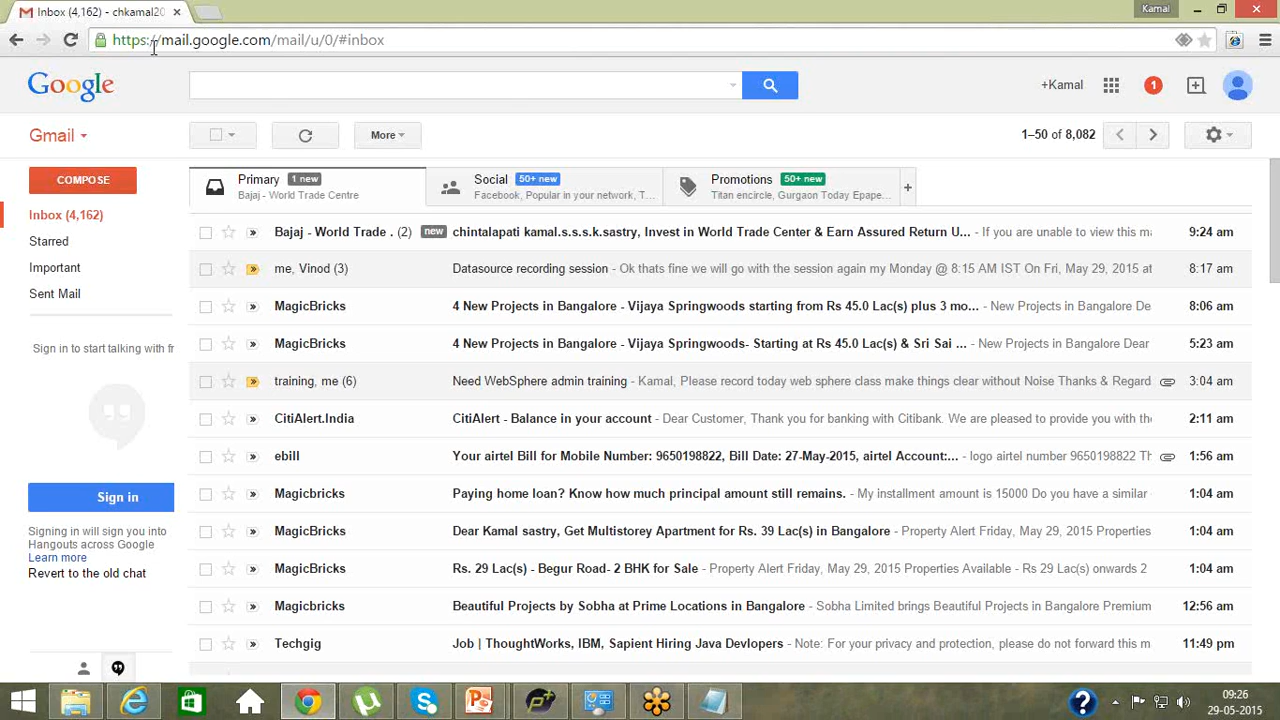 Inbox (4,162) - chkamal20
Kamal
https://mail.google.com/mail/u/0/#inbox
Google
+Kamal
1
Gmail
More
1–50 of 8,082
COMPOSE
Inbox (4,162)
Starred
Important
Sent Mail
Sign in to start talking with fr
Sign in
Signing in will sign you into
Hangouts across Google
Learn more
Revert to the old chat
Primary 1 new
Bajaj - World Trade Centre
Social 50+ new
Facebook, Popular in your network, T...
Promotions 50+ new
Titan encircle, Gurgaon Today Epape...
+
Bajaj - World Trade . (2) new chintalapati kamal.s.s.s.k.sastry, Invest in World Trade Center & Earn Assured Return U... - If you are unable to view this ma 9:24 am
me, Vinod (3) Datasource recording session - Ok thats fine we will go with the session again my Monday @ 8:15 AM IST On Fri, May 29, 2015 at 8:17 am
MagicBricks 4 New Projects in Bangalore - Vijaya Springwoods starting from Rs 45.0 Lac(s) plus 3 mo... - New Projects in Bangalore De 8:06 am
MagicBricks 4 New Projects in Bangalore - Vijaya Springwoods- Starting at Rs 45.0 Lac(s) & Sri Sai ... - New Projects in Bangalore Dear 5:23 am
training, me (6) Need WebSphere admin training - Kamal, Please record today web sphere class make things clear without Noise Thanks & Regard 3:04 am
CitiAlert.India CitiAlert - Balance in your account - Dear Customer, Thank you for banking with Citibank. We are pleased to provide you with the 2:11 am
ebill Your airtel Bill for Mobile Number: 9650198822, Bill Date: 27-May-2015, airtel Account:... - logo airtel number 9650198822 Th 1:56 am
Magicbricks Paying home loan? Know how much principal amount still remains. - My installment amount is 15000 Do you have a similar 1:04 am
MagicBricks Dear Kamal sastry, Get Multistorey Apartment for Rs. 39 Lac(s) in Bangalore - Property Alert Friday, May 29, 2015 Properties 1:04 am
MagicBricks Rs. 29 Lac(s) - Begur Road- 2 BHK for Sale - Property Alert Friday, May 29, 2015 Properties Available - Rs 29 Lac(s) onwards 2 1:04 am
Magicbricks Beautiful Projects by Sobha at Prime Locations in Bangalore - Sobha Limited brings Beautiful Projects in Bangalore Premium 12:56 am
Techgig Job | ThoughtWorks, IBM, Sapient Hiring Java Devlopers - Note: For your privacy and protection, please do not forward this m 11:49 pm
09:26
29-05-2015